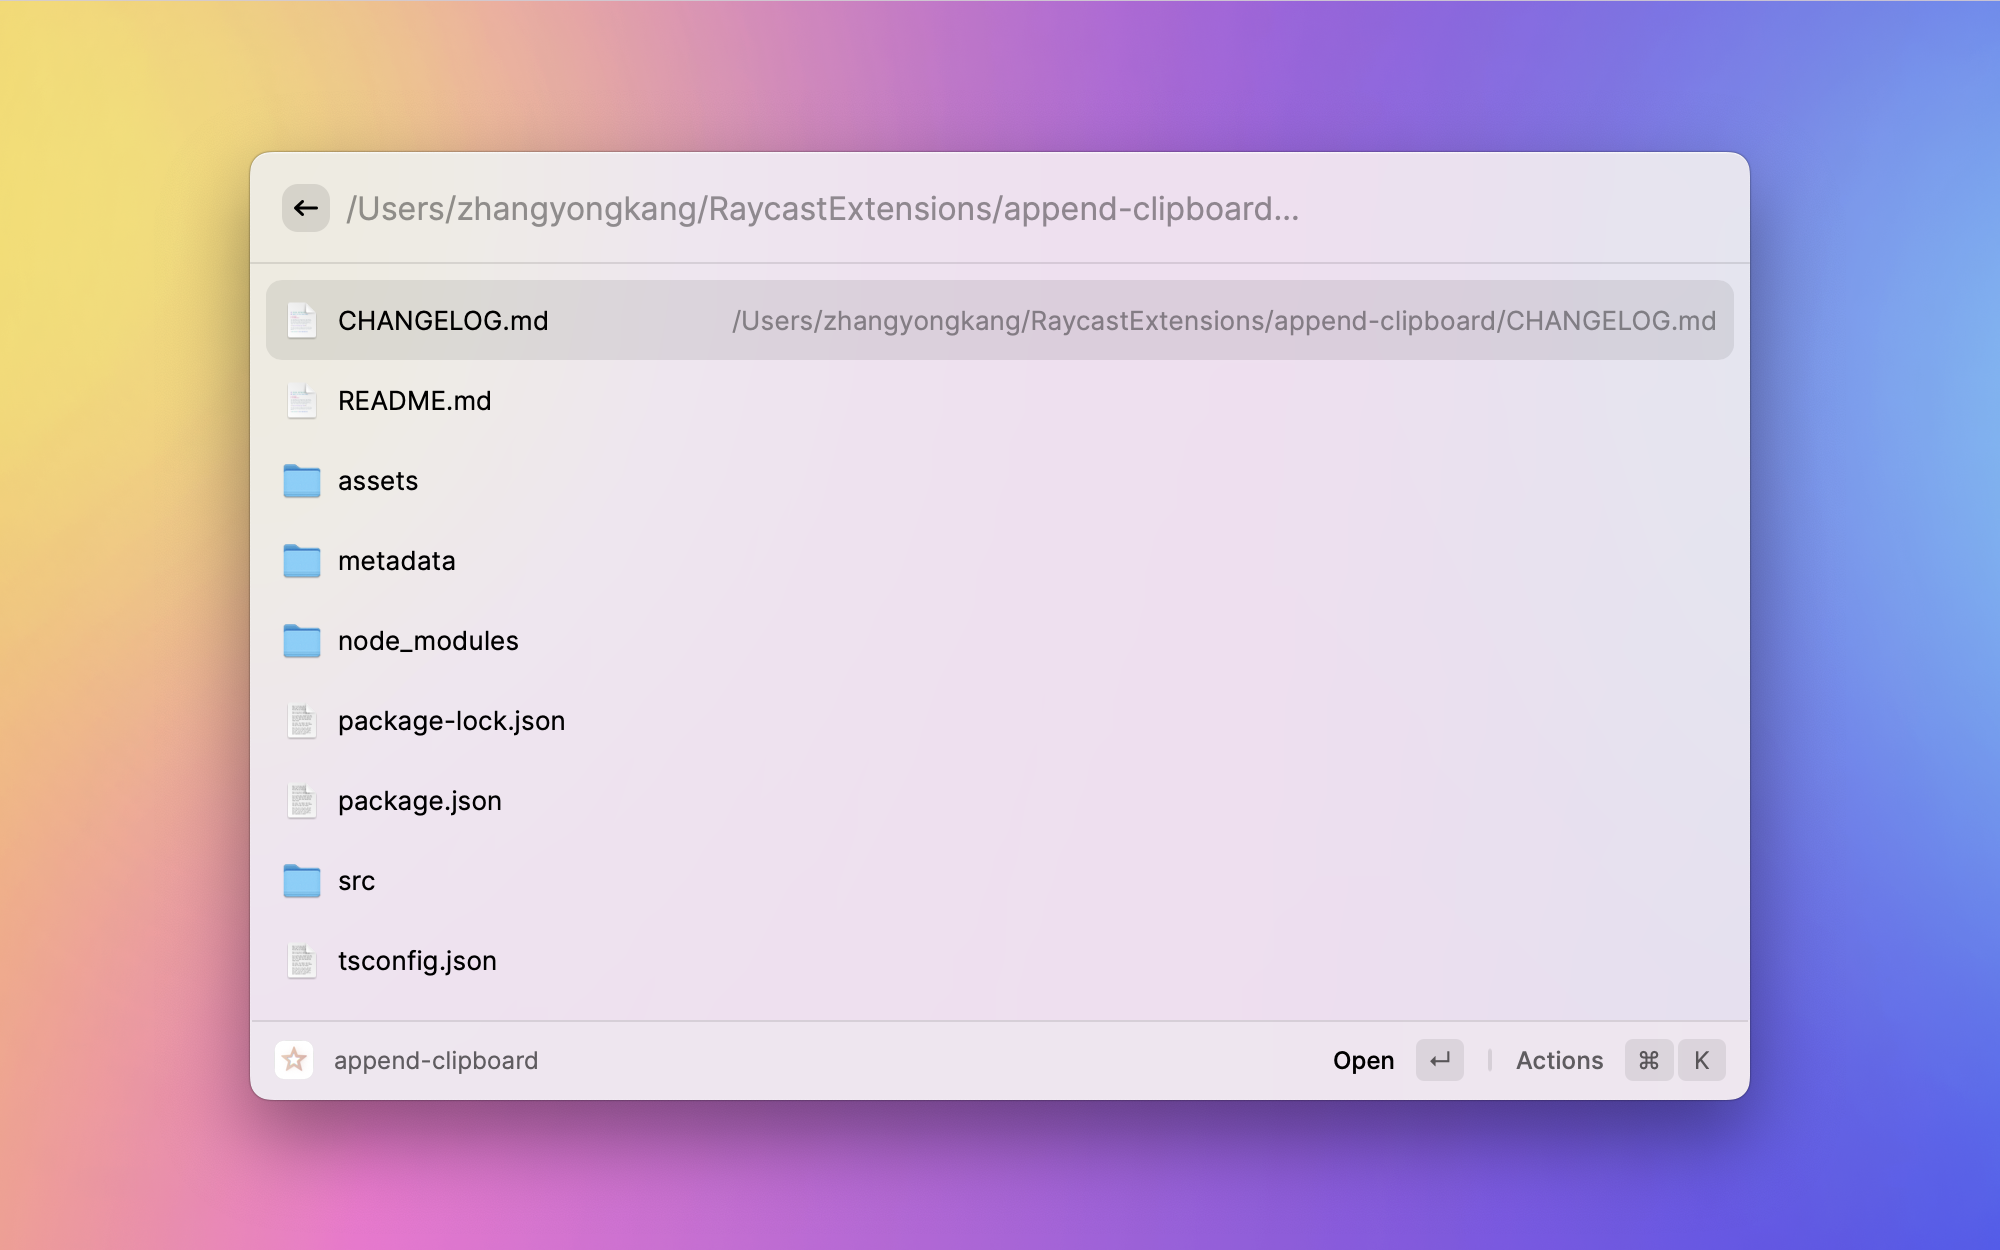 /Users/zhangyongkang/RaycastExtensions/append-clipboard...
CHANGELOG.md /Users/zhangyongkang/RaycastExtensions/append-clipboard/CHANGELOG.md
README.md
assets
metadata
node_modules
package-lock.json
package.json
src
tsconfig.json
append-clipboard Open ↵ Actions ⌘ K